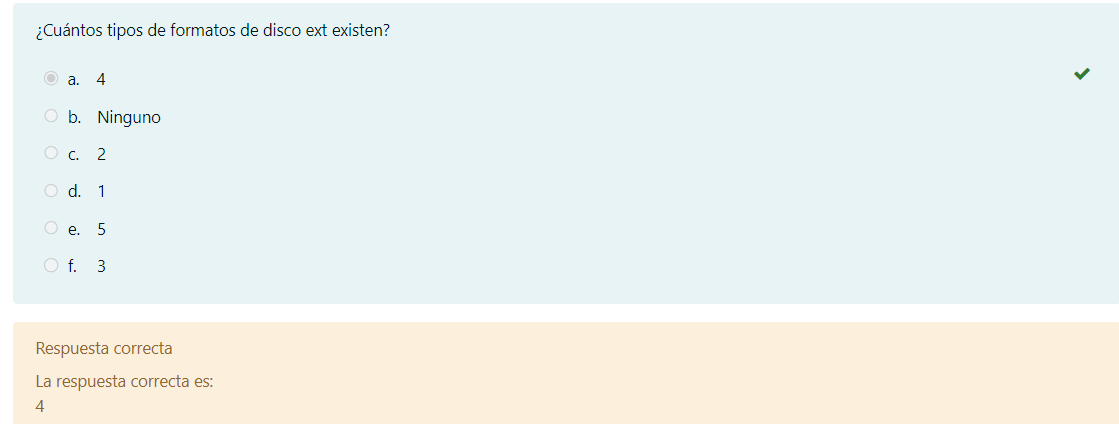 ¿Cuántos tipos de formatos de disco ext existen?
a. 4
b. Ninguno
c. 2
d. 1
e. 5
f. 3
Respuesta correcta
La respuesta correcta es:
4